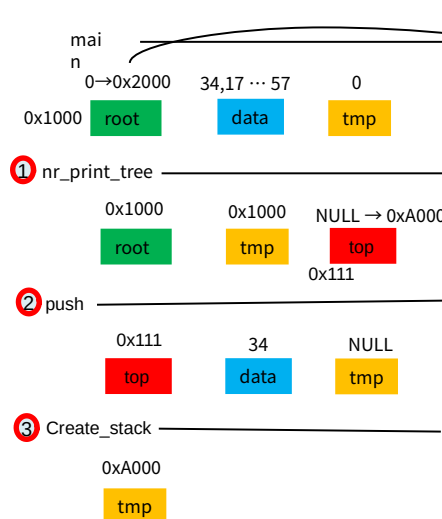 mai
n
0→0x2000 34,17 ··· 57 0
0x1000 root data tmp
1 nr_print_tree
0x1000 0x1000 NULL → 0xA000
root tmp top
0x111
2 push
0x111 34 NULL
top data tmp
3 Create_stack
0xA000
tmp